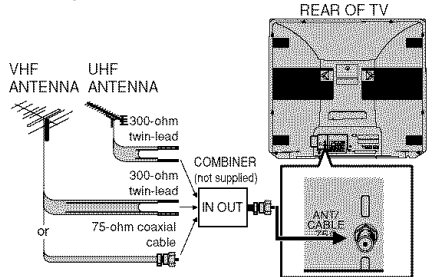 REAR OF TV
VHF
ANTENNA
UHF
ANTENNA
300-ohm
twin-lead
300-ohm
twin-lead
or
75-ohm coaxial
cable
COMBINER
(not supplied)
IN OUT
ANT/
CABLE